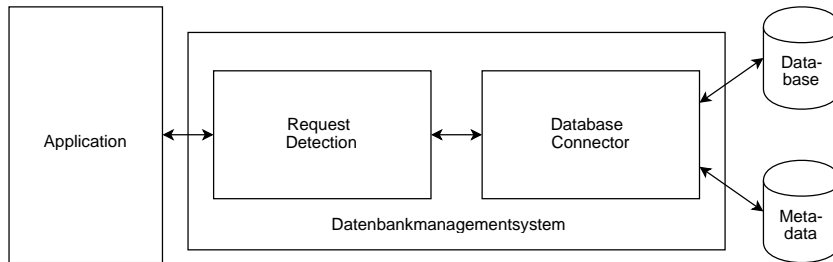 Application
Request
Detection
Database
Connector
Datenbankmanagementsystem
Data-
base
Meta-
data